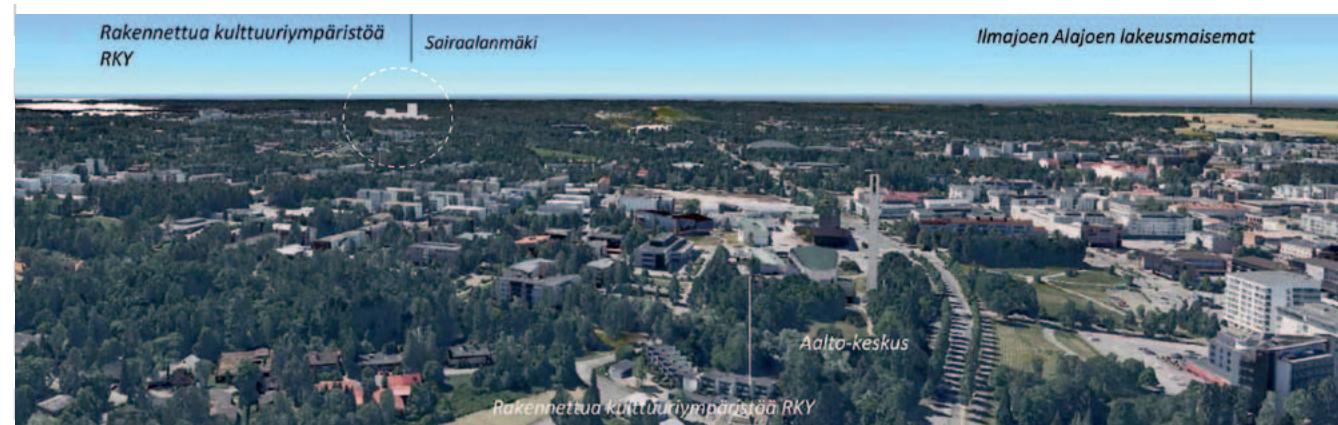 Rakennettua kulttuuriympäristöä
RKY
Sairaalanmäki
Ilmajoen Alajoen lakeusmaisemat
Aalto-keskus
Rakennettua kulttuuriympäristöä RKY